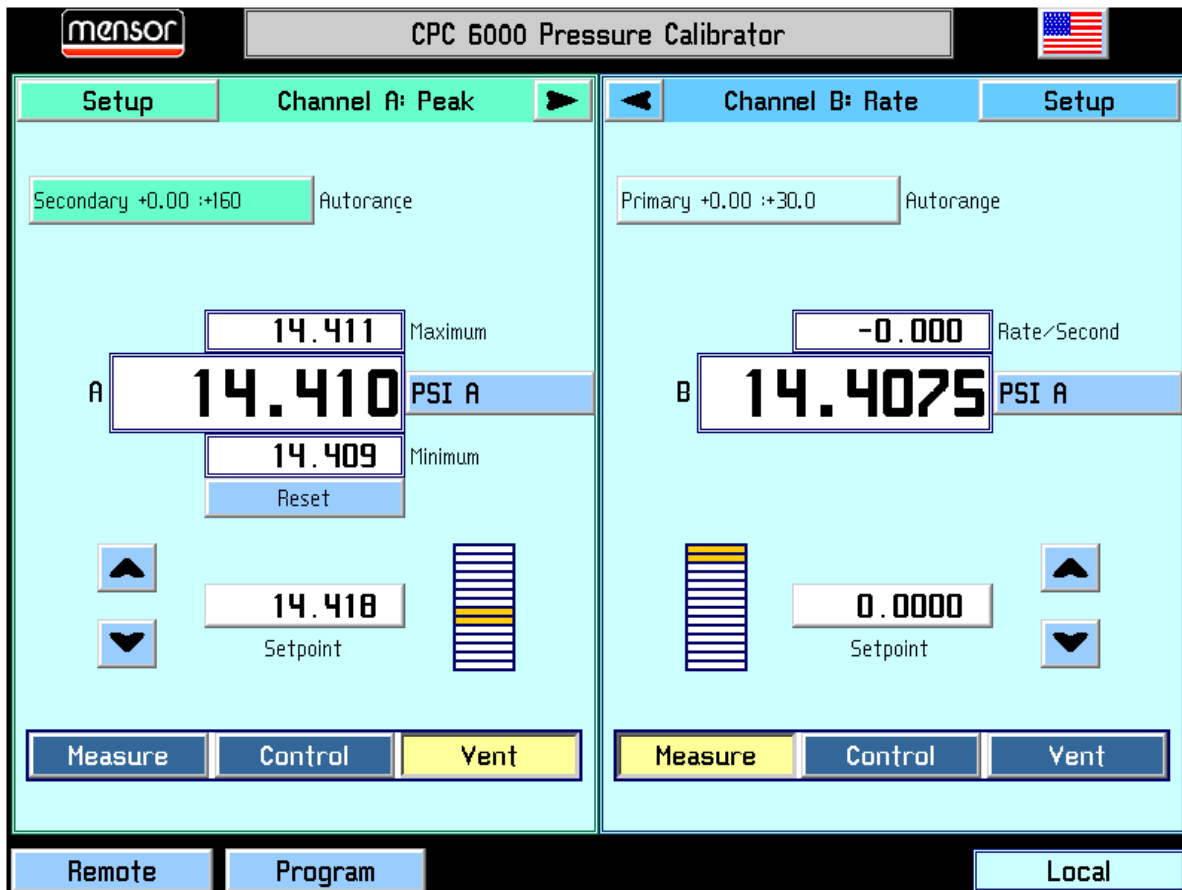 mensor
CPC 6000 Pressure Calibrator
Setup
Channel A: Peak
Secondary +0.00 :+160
Autorange
14.411
Maximum
A
14.410
PSI A
14.409
Minimum
Reset
14.418
Setpoint
Measure
Control
Vent
Channel B: Rate
Setup
Primary +0.00 :+30.0
Autorange
-0.000
Rate/Second
B
14.4075
PSI A
0.0000
Setpoint
Measure
Control
Vent
Remote
Program
Local